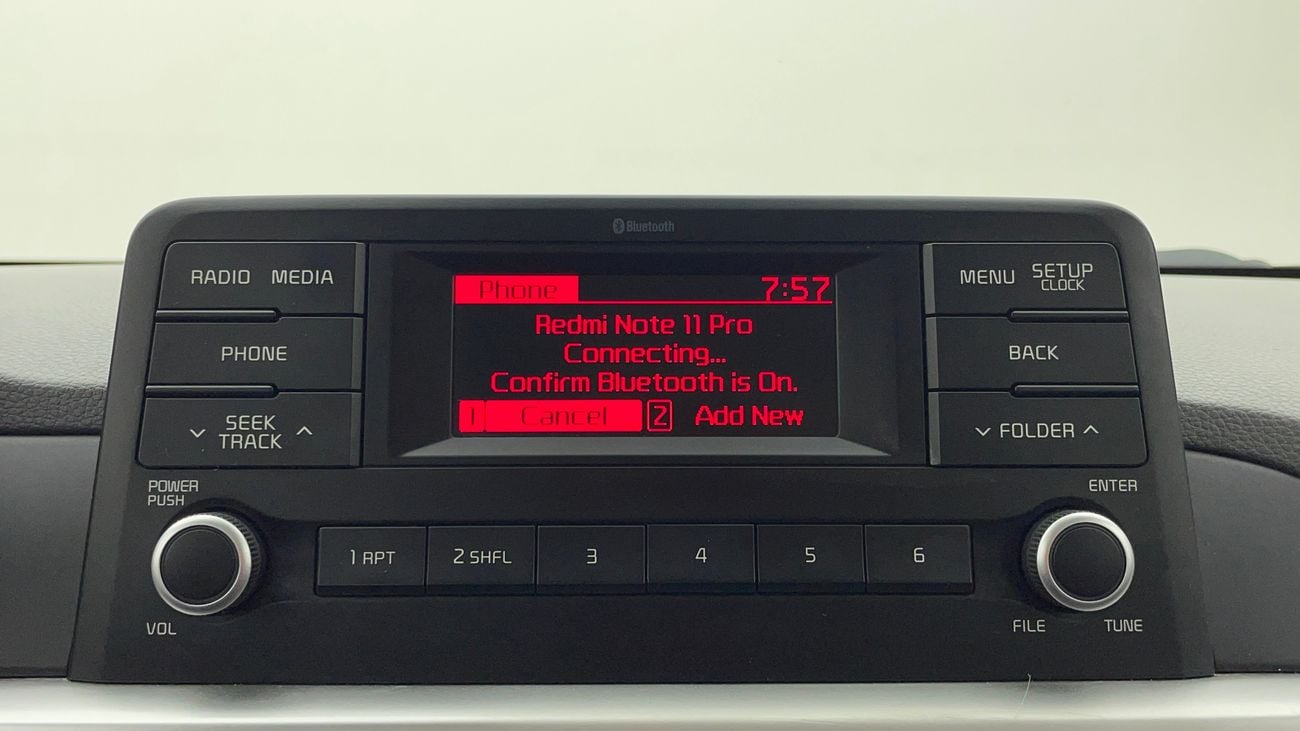 Bluetooth
RADIO MEDIA
PHONE
SEEK
TRACK
Phone 7:57
Redmi Note 11 Pro
Connecting...
Confirm Bluetooth is On.
1 Cancel 2 Add New
MENU SETUP
CLOCK
BACK
FOLDER
POWER
PUSH
VOL
1 RPT 2 SHFL 3 4 5 6
ENTER
FILE TUNE